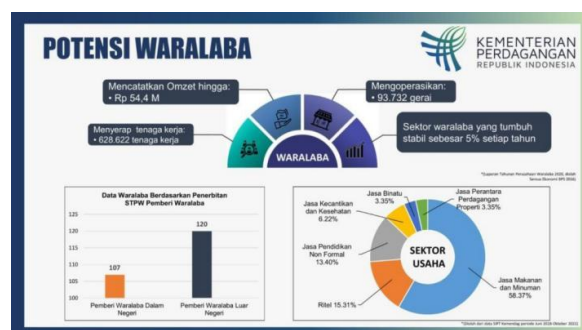 POTENSI WARALABA
KEMENTERIAN
PERDAGANGAN
REPUBLIK INDONESIA
Mencatatkan Omzet hingga:
• Rp 54,4 M
Mengoperasikan:
• 93.732 gerai
Menyerap tenaga kerja:
• 628.622 tenaga kerja
Sektor waralaba yang tumbuh
stabil sebesar 5% setiap tahun
WARALABA
Data Waralaba Berdasarkan Penerbitan
STPW Pemberi Waralaba
125
120
115
110
105
100
107
120
Pemberi Waralaba Dalam
Negeri
Pemberi Waralaba Luar
Negeri
Jasa Binatu
3.35%
Jasa Perantara
Perdagangan
Properti 3.35%
Jasa Kecantikan
dan Kesehatan
6.22%
Jasa Pendidikan
Non Formal
13.40%
SEKTOR
USAHA
Ritel 15.31%
Jasa Makanan
dan Minuman
58.37%